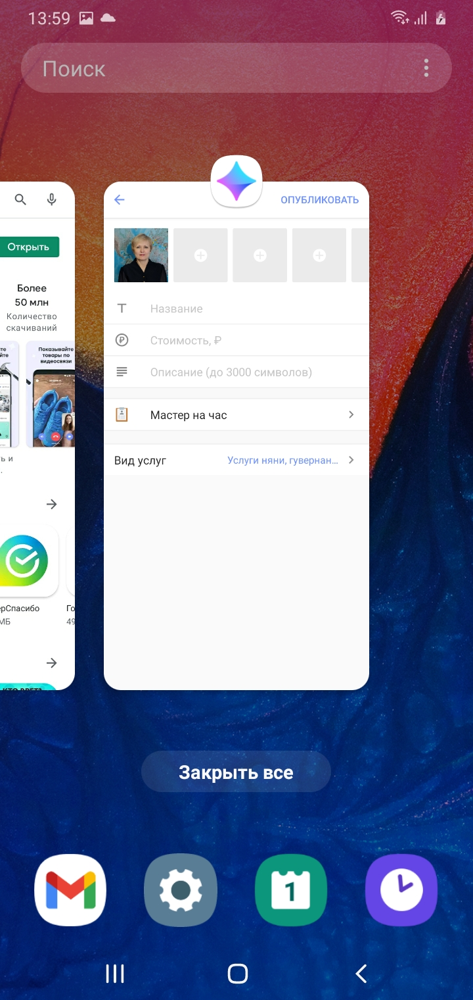 13:59
Поиск
Открыть
Более
50 млн
Количество
скачиваний
Показывайте
товары по
видеосвязи
ОПУБЛИКОВАТЬ
Название
Стоимость, ₽
Описание (до 3000 символов)
Мастер на час
Вид услуг
Услуги няни, гувернан...
ь и
ерСпасибо
МБ
Го
49
Закрыть все
1